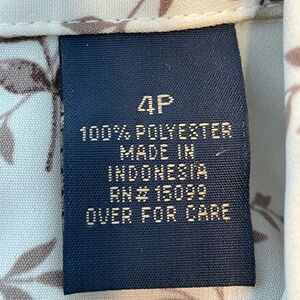 4P
100% POLYESTER
MADE IN
INDONESIA
RN# 15099
OVER FOR CARE